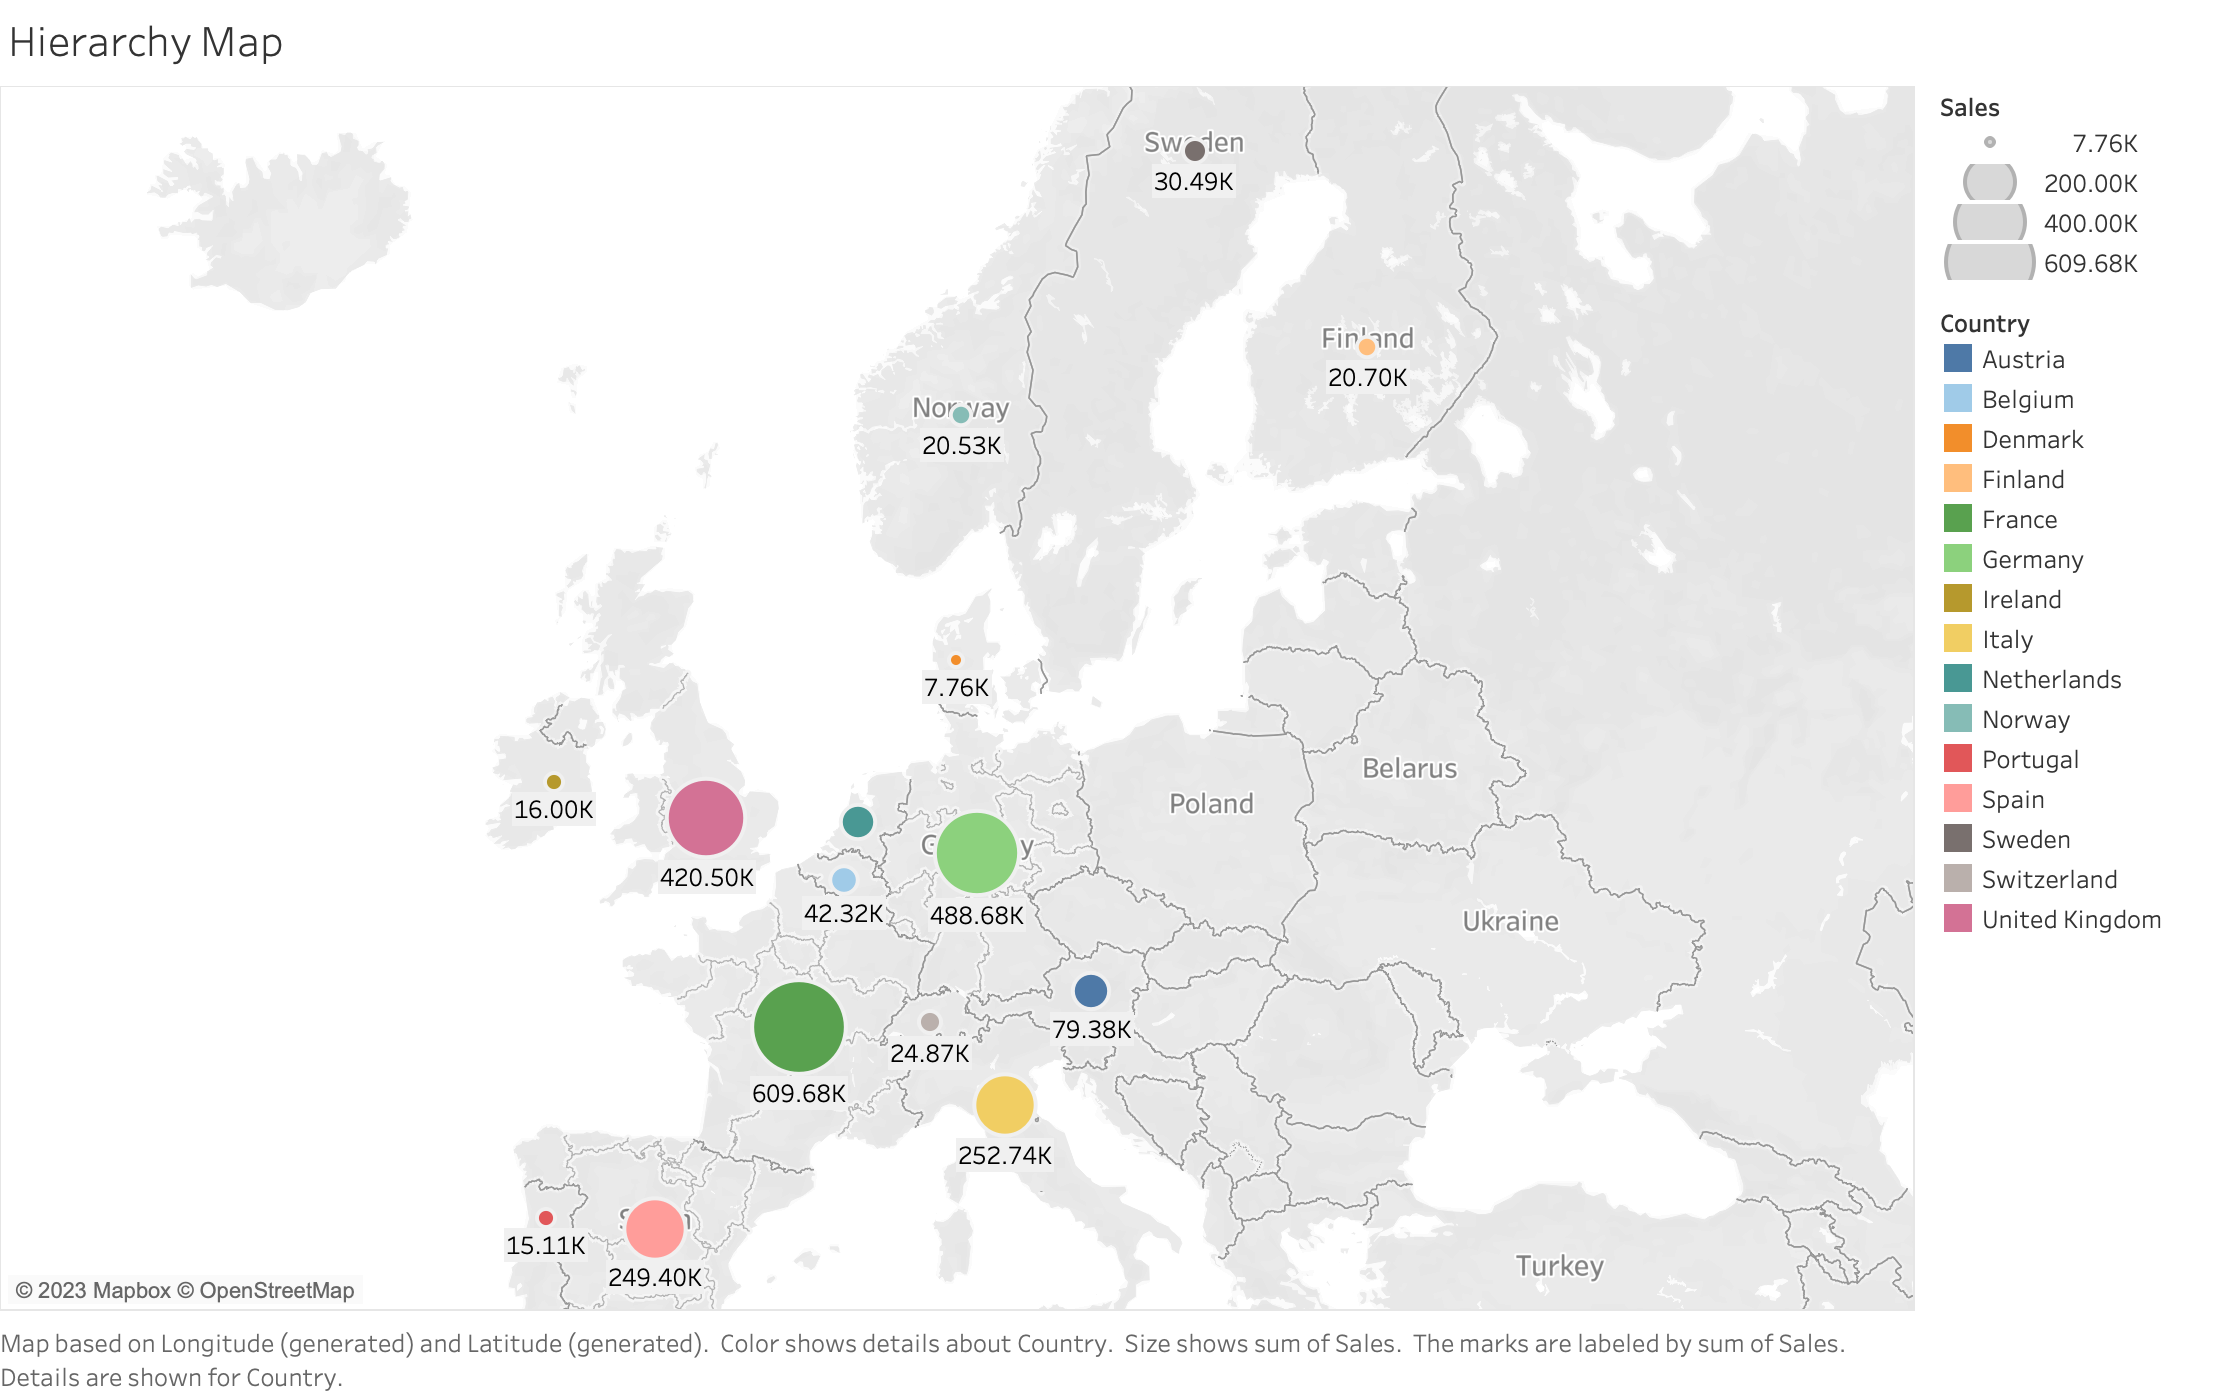 Hierarchy Map
Sweden
30.49K
Finland
20.70K
Norway
20.53K
7.76K
16.00K
420.50K
42.32K
488.68K
Poland
Belarus
Ukraine
79.38K
24.87K
609.68K
252.74K
15.11K
249.40K
Turkey
© 2023 Mapbox © OpenStreetMap
Sales
7.76K
200.00K
400.00K
609.68K
Country
Austria
Belgium
Denmark
Finland
France
Germany
Ireland
Italy
Netherlands
Norway
Portugal
Spain
Sweden
Switzerland
United Kingdom
Map based on Longitude (generated) and Latitude (generated).  Color shows details about Country.  Size shows sum of Sales.  The marks are labeled by sum of Sales.
Details are shown for Country.